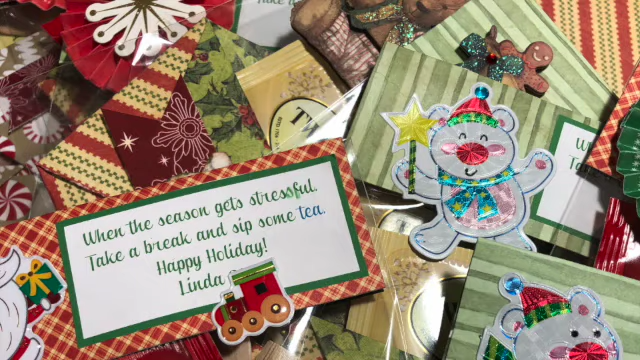 When the season gets stressful.
Take a break and sip some tea.
Happy Holiday!
Linda